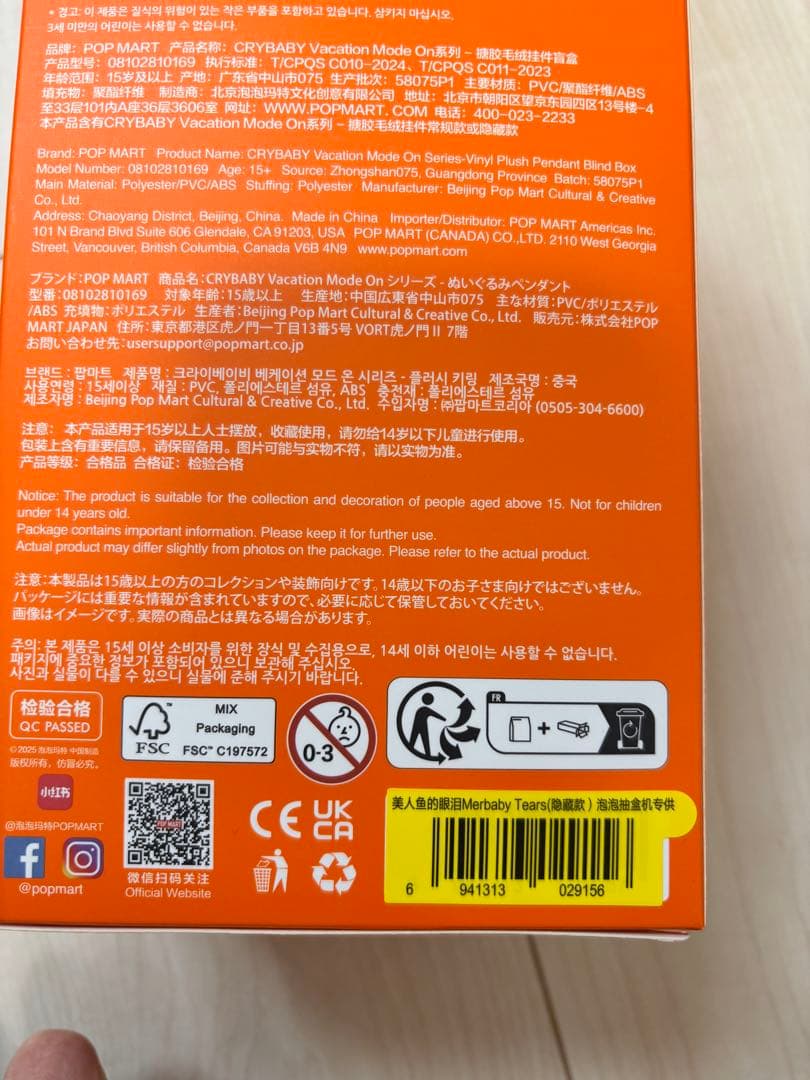 * 경고: 이 제품은 질식의 위험이 있는 작은 부품을 포함하고 있습니다. 삼키지 마십시오.
3세 미만의 어린이는 사용할 수 없습니다.
品牌：POP MART 产品名称：CRYBABY Vacation Mode On系列 – 搪胶毛绒挂件盲盒
产品型号：08102810169 执行标准：T/CPQS C010-2024、T/CPQS C011-2023
年龄范围：15岁及以上 产地：广东省中山市075 生产批次：58075P1 主要材质：PVC/聚酯纤维/ABS
填充物：聚酯纤维 制造商：北京泡泡玛特文化创意有限公司 地址：北京市朝阳区望京东园四区13号楼-4
至33层101内A座36层3606室 网址：WWW.POPMART. COM 电话：400-023-2233
本产品含有CRYBABY Vacation Mode On系列 – 搪胶毛绒挂件常规款或隐藏款
Brand: POP MART Product Name: CRYBABY Vacation Mode On Series-Vinyl Plush Pendant Blind Box
Model Number: 08102810169 Age: 15+ Source: Zhongshan075, Guangdong Province Batch: 58075P1
Main Material: Polyester/PVC/ABS Stuffing: Polyester Manufacturer: Beijing Pop Mart Cultural & Creative
Co., Ltd.
Address: Chaoyang District, Beijing, China. Made in China Importer/Distributor: POP MART Americas Inc.
101 N Brand Blvd Suite 606 Glendale, CA 91203, USA POP MART (CANADA) CO.,LTD. 2110 West Georgia
Street, Vancouver, British Columbia, Canada V6B 4N9 www.popmart.com
ブランド：POP MART 商品名：CRYBABY Vacation Mode On シリーズ - ぬいぐるみペンダント
型番：08102810169 対象年齢：15歳以上 生産地：中国広東省中山市075 主な材質：PVC/ポリエステル
/ABS 充填物：ポリエステル 生産者：Beijing Pop Mart Cultural & Creative Co., Ltd. 販売元：株式会社POP
MART JAPAN 住所：東京都港区虎ノ門一丁目13番5号 VORT虎ノ門Ⅱ 7階
お問い合わせ先：usersupport@popmart.co.jp
브랜드 : 팝마트 제품명 : 크라이베이비 베케이션 모드 온 시리즈 - 플러시 키링 제조국명 : 중국
사용연령 : 15세이상 재질 : PVC, 폴리에스테르 섬유, ABS 충전재 : 폴리에스테르 섬유
제조자명 : Beijing Pop Mart Cultural & Creative Co., Ltd. 수입자명 : ㈜팝마트코리아 (0505-304-6600)
注意： 本产品适用于15岁以上人士摆放，收藏使用，请勿给14岁以下儿童进行使用。
包装上含有重要信息，请保留备用。图片可能与实物不符，请以实物为准。
产品等级：合格品 合格证：检验合格
Notice: The product is suitable for the collection and decoration of people aged above 15. Not for children
under 14 years old.
Package contains important information. Please keep it for further use.
Actual product may differ slightly from photos on the package. Please refer to the actual product.
注意：本製品は15歳以上の方のコレクションや装飾向けです。14歳以下のお子さま向けではございません。
パッケージには重要な情報が含まれていますので、必要に応じて保管しておいてください。
画像はイメージです。実際の商品とは異なる場合があります。
주의: 본 제품은 15세 이상 소비자를 위한 장식 및 수집용으로, 14세 이하 어린이는 사용할 수 없습니다.
패키지에 중요한 정보가 포함되어 있으니 보관해 주십시오.
사진과 실물이 다를 수 있으니 실물에 준해 주시기 바랍니다.
检验合格
QC PASSED
FSC
MIX
Packaging
FSC™ C197572
0-3
FR
+
© 2025 泡泡玛特 中国制造
版权所有，仿冒必究。
小红书
@泡泡玛特POPMART
@popmart
POP MART
微信扫码关注
Official Website
CE
UK
CA
美人鱼的眼泪Merbaby Tears(隐藏款）泡泡抽盒机专供
6 941313 029156